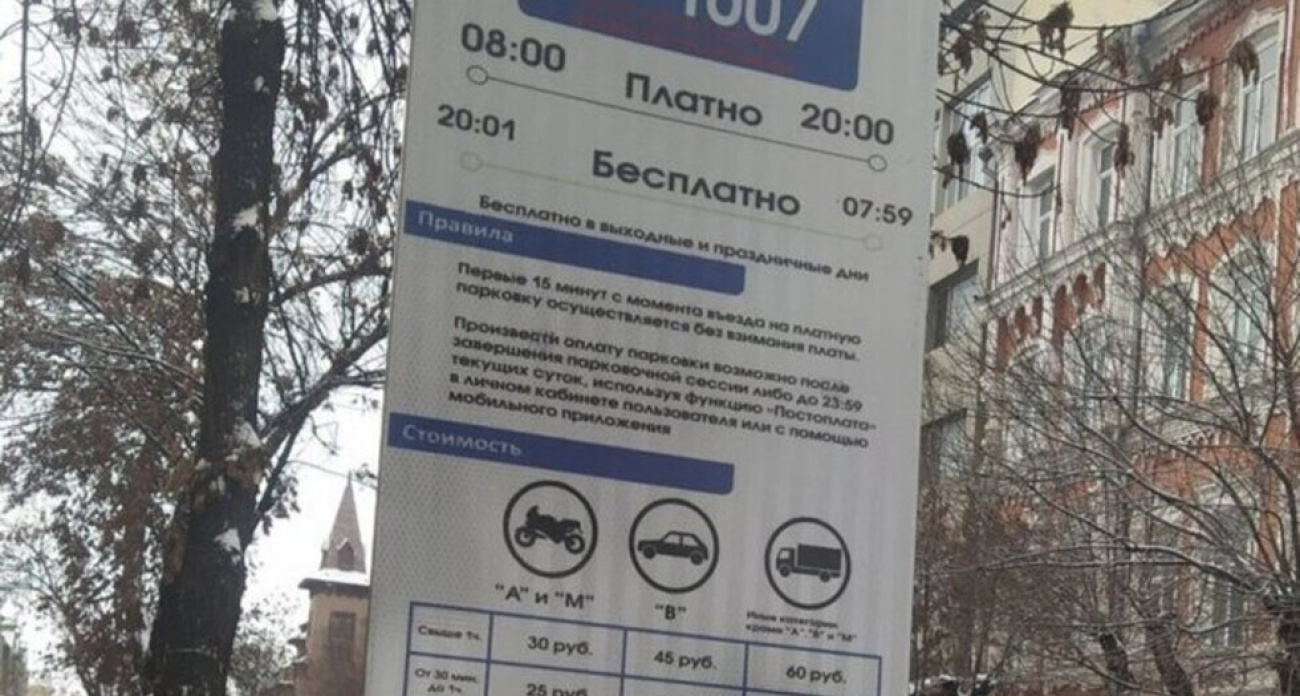 1007
08:00 Платно 20:00
20:01 Бесплатно 07:59
Бесплатно в выходные и праздничные дни
Правила
Первые 15 минут с момента въезда на платную
парковку осуществляется без взимания платы.
Произвести оплату парковки возможно после
завершения парковочной сессии либо до 23:59
текущих суток, используя функцию «Постоплата»
в личном кабинете пользователя или с помощью
мобильного приложения
Стоимость
"А" и "М"
"В"
Иные категории
кроме "А", "В" и "М"
Свыше 1ч. 30 руб. 45 руб. 60 руб.
От 30 мин.
до 1ч. 25 руб.